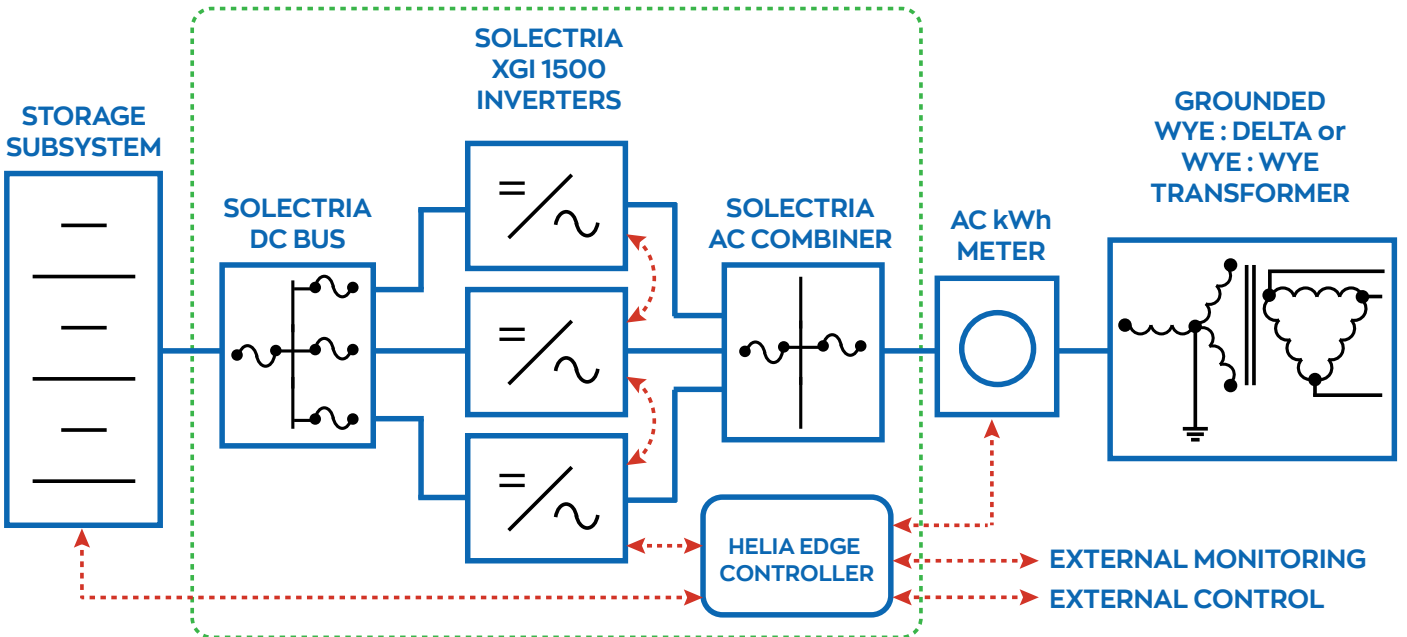 SOLECTRIA
XGI 1500
INVERTERS
STORAGE
SUBSYSTEM
SOLECTRIA
DC BUS
SOLECTRIA
AC COMBINER
AC kWh
METER
GROUNDED
WYE : DELTA or
WYE : WYE
TRANSFORMER
HELIA EDGE
CONTROLLER
EXTERNAL MONITORING
EXTERNAL CONTROL